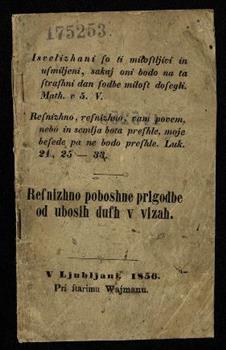 175253
Isvelizhani so ti milostljivi in
usmiljeni, sakaj oni bodo na ta
strashni dan sodbe milost dosegli.
Math. v 5. V.
Resnizhno, resnizhno, vam povem,
nebo in semlja bota preshle, moje
besede pa ne bodo preshle. Luk.
21, 25 — 33.
Resnizhno poboshne prigodbe
od ubosih dush v vizah.
V Ljubljani, 1856.
Pri starimu Wajmanu.